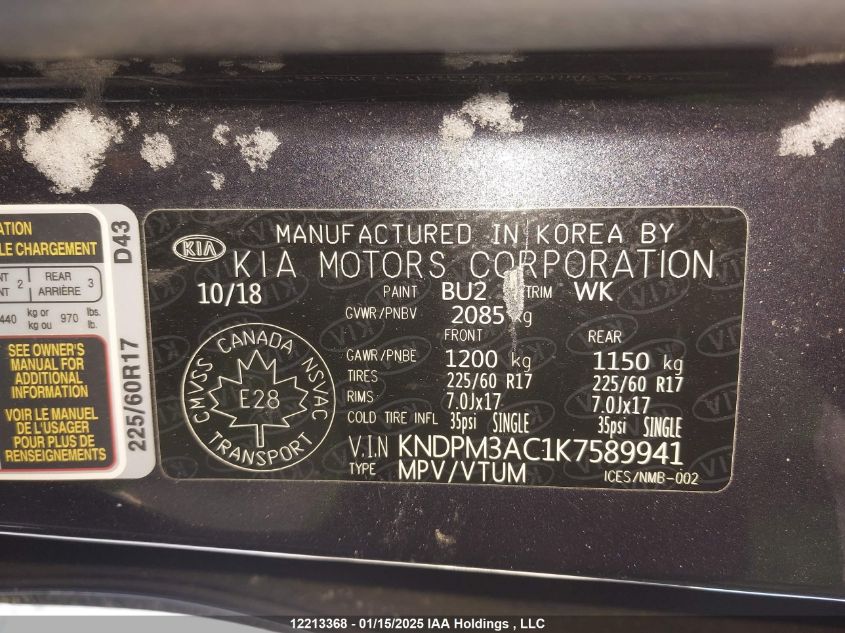 ATION
LE CHARGEMENT
NT 2 REAR 3
NT ARRIÈRE
440 kg or 970 lbs.
kg ou lb.
SEE OWNER'S
MANUAL FOR
ADDITIONAL
INFORMATION
VOIR LE MANUEL
DE L'USAGER
POUR PLUS DE
RENSEIGNEMENTS
225/60R17 D43
KIA
MANUFACTURED IN KOREA BY
KIA MOTORS CORPORATION
10/18 PAINT BU2 TRIM WK
GVWR/PNBV 2085 kg
FRONT REAR
GAWR/PNBE 1200 kg 1150 kg
TIRES 225/60 R17 225/60 R17
RIMS 7.0Jx17 7.0Jx17
COLD TIRE INFL 35psi SINGLE 35psi SINGLE
V.I.N KNDPM3AC1K7589941
TYPE MPV/VTUM ICES/NMB-002
CANADA
CMVSS NSVAC
E28
TRANSPORT
12213368 - 01/15/2025 IAA Holdings , LLC